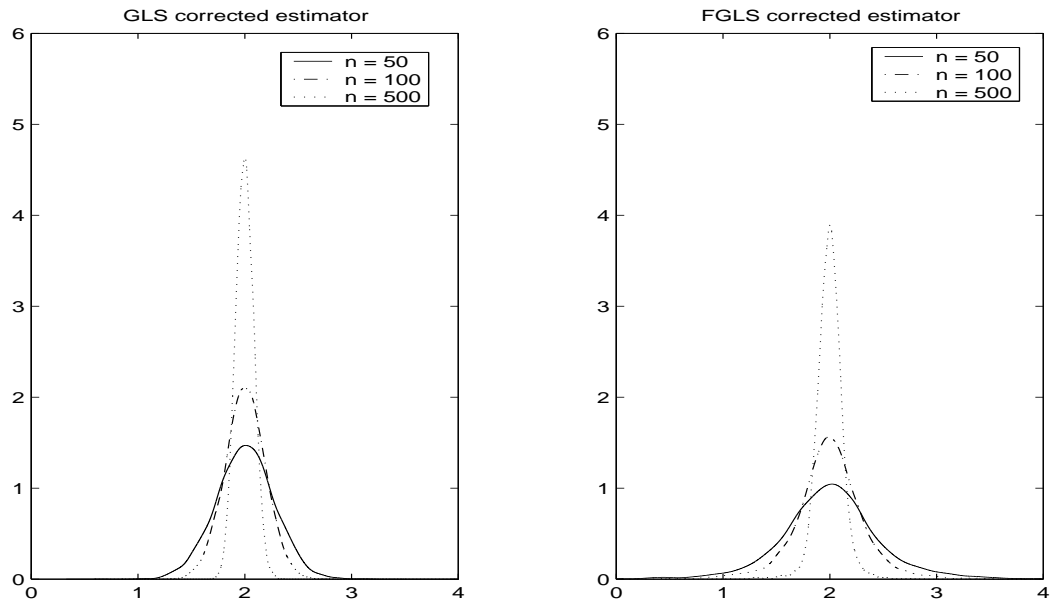 GLS corrected estimator
n = 50
n = 100
n = 500
6
5
4
3
2
1
0
0 1 2 3 4
FGLS corrected estimator
n = 50
n = 100
n = 500
6
5
4
3
2
1
0
0 1 2 3 4